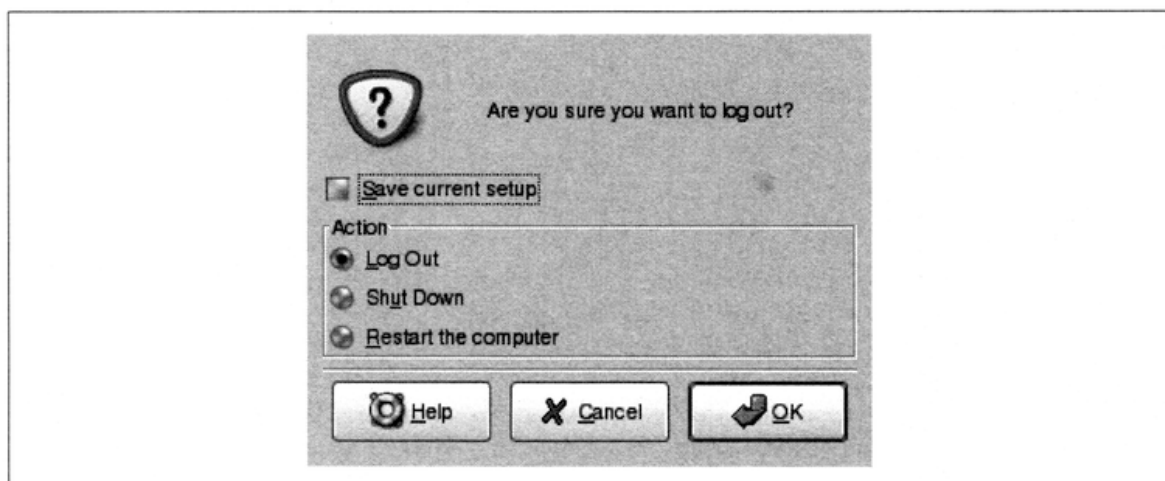 ?
Are you sure you want to log out?
Save current setup
Action
Log Out
Shut Down
Restart the computer
Help
Cancel
OK